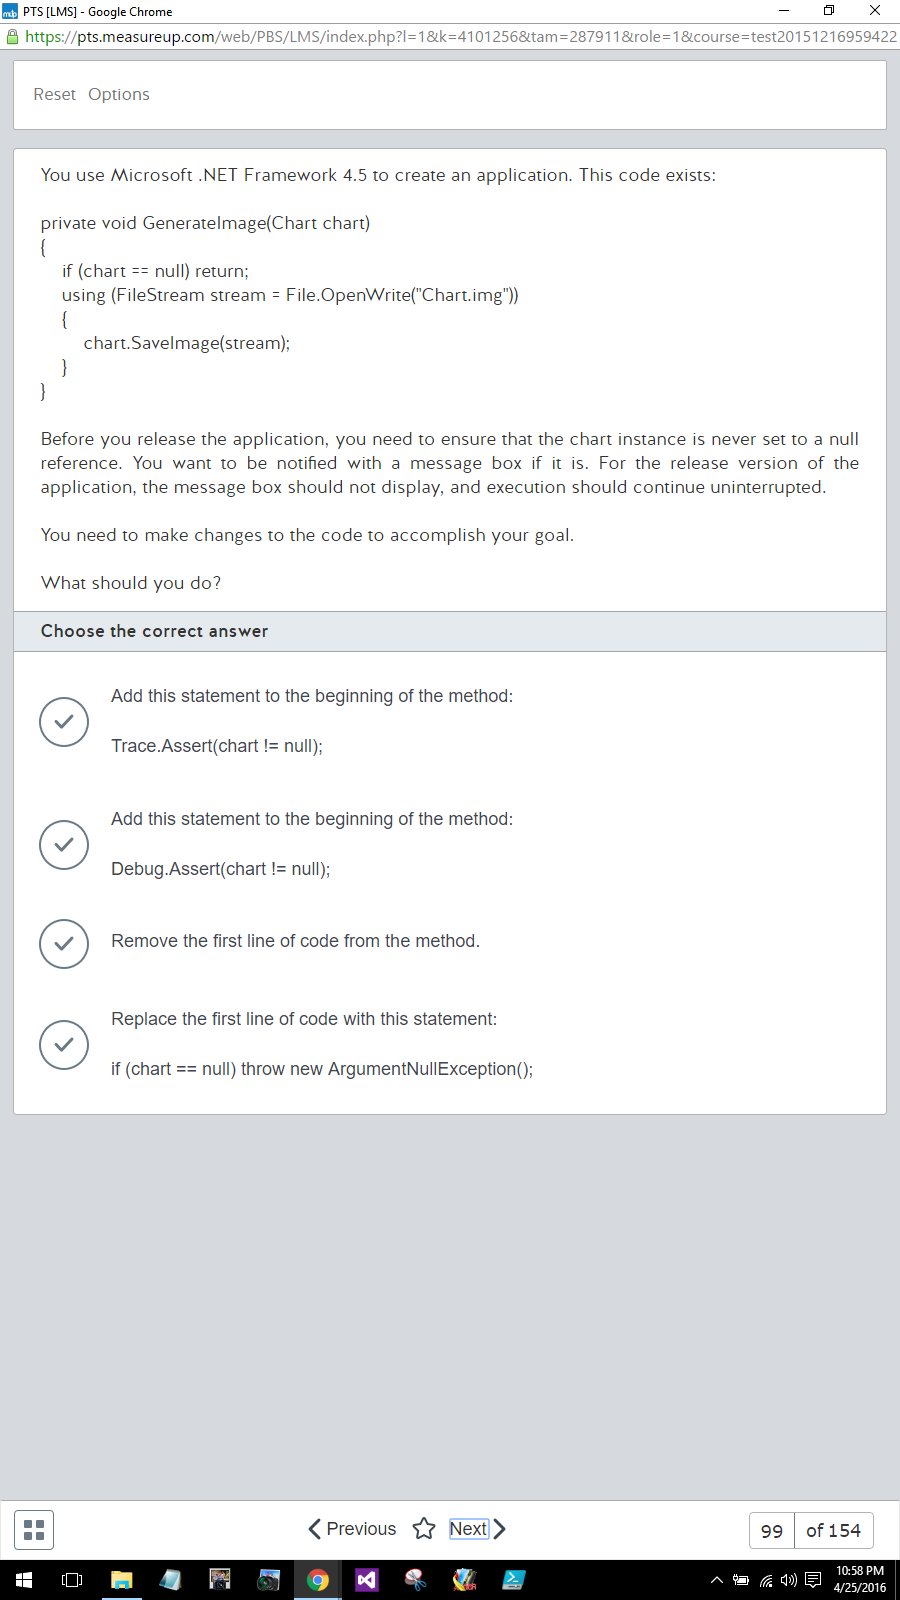 PTS [LMS] - Google Chrome
https://pts.measureup.com/web/PBS/LMS/index.php?l=1&k=4101256&tam=287911&role=1&course=test20151216959422
Reset Options
You use Microsoft .NET Framework 4.5 to create an application. This code exists:
private void GenerateImage(Chart chart)
{
if (chart == null) return;
using (FileStream stream = File.OpenWrite("Chart.img"))
{
chart.SaveImage(stream);
}
}
Before you release the application, you need to ensure that the chart instance is never set to a null
reference. You want to be notified with a message box if it is. For the release version of the
application, the message box should not display, and execution should continue uninterrupted.
You need to make changes to the code to accomplish your goal.
What should you do?
Choose the correct answer
Add this statement to the beginning of the method:
Trace.Assert(chart != null);
Add this statement to the beginning of the method:
Debug.Assert(chart != null);
Remove the first line of code from the method.
Replace the first line of code with this statement:
if (chart == null) throw new ArgumentNullException();
Previous Next
99 of 154
10:58 PM
4/25/2016